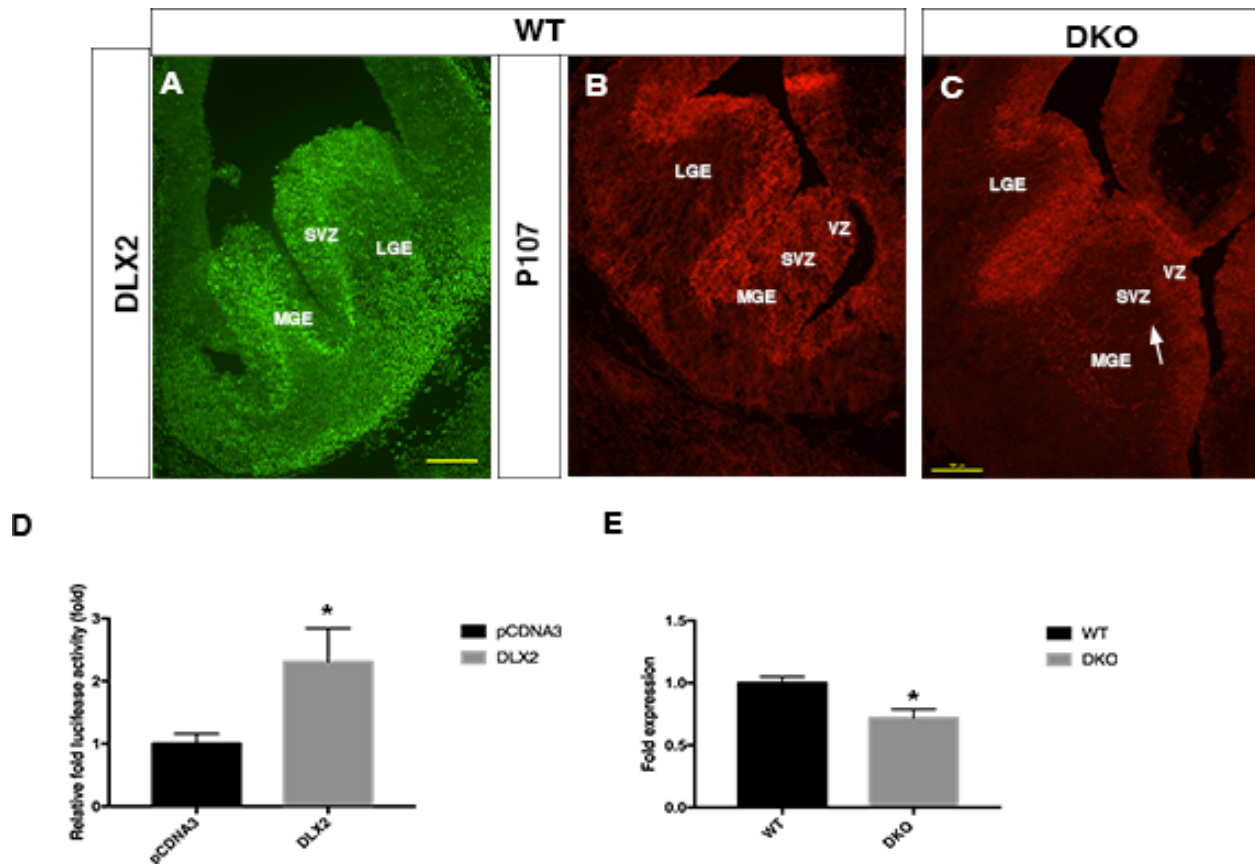 WT
DKO
DLX2
A
SVZ
LGE
MGE
P107
B
LGE
VZ
SVZ
MGE
C
LGE
VZ
SVZ
MGE
D
Relative fold lucifease activity (fold)
3
2
1
0
*
pCDNA3
DLX2
pCDNA3
DLX2
E
Fold expression
1.5
1.0
0.5
0.0
*
WT
DKO
WT
DKO